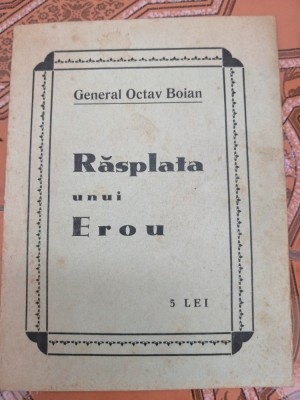 General Octav Boian
Răsplata
unui
Erou
5 LEI